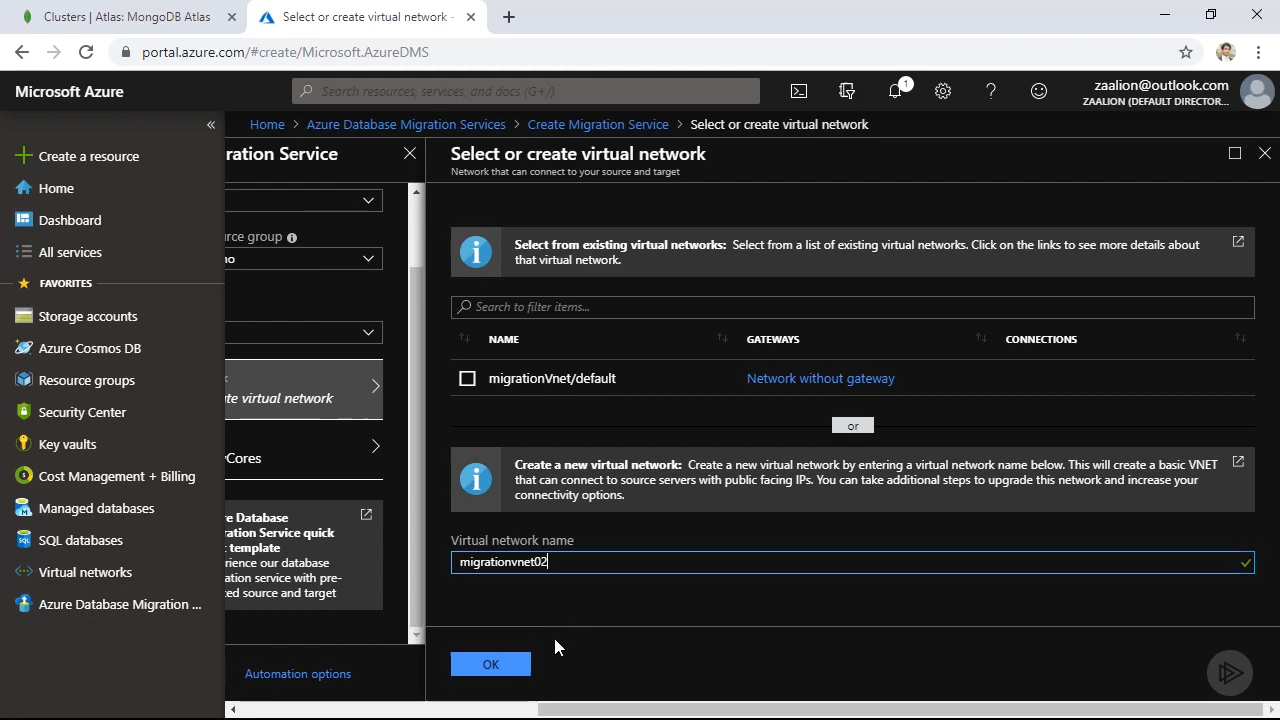 Clusters | Atlas: MongoDB Atlas
Select or create virtual network -
portal.azure.com/#create/Microsoft.AzureDMS
Microsoft Azure
Search resources, services, and docs (G+/)
1
zaalion@outlook.com
ZAALION (DEFAULT DIRECTOR...
Home > Azure Database Migration Services > Create Migration Service > Select or create virtual network
Create a resource
Home
Dashboard
All services
FAVORITES
Storage accounts
Azure Cosmos DB
Resource groups
Security Center
Key vaults
Cost Management + Billing
Managed databases
SQL databases
Virtual networks
Azure Database Migration ...
ration Service
rce group
no
te virtual network
Cores
re Database
ration Service quick
t template
rience our database
ation service with pre-
ed source and target
Automation options
Select or create virtual network
Network that can connect to your source and target
Select from existing virtual networks: Select from a list of existing virtual networks. Click on the links to see more details about
that virtual network.
Search to filter items...
NAME GATEWAYS CONNECTIONS
migrationVnet/default Network without gateway
or
Create a new virtual network: Create a new virtual network by entering a virtual network name below. This will create a basic VNET
that can connect to source servers with public facing IPs. You can take additional steps to upgrade this network and increase your
connectivity options.
Virtual network name
migrationvnet02
OK